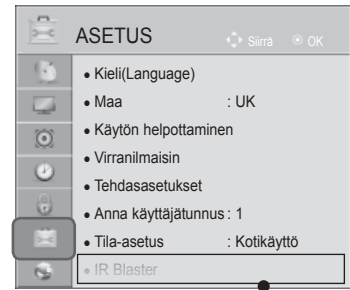 ASETUS
Siirrä OK
• Kieli(Language)
• Maa : UK
• Käytön helpottaminen
• Virranilmaisin
• Tehdasasetukset
• Anna käyttäjätunnus : 1
• Tila-asetus : Kotikäyttö
• IR Blaster